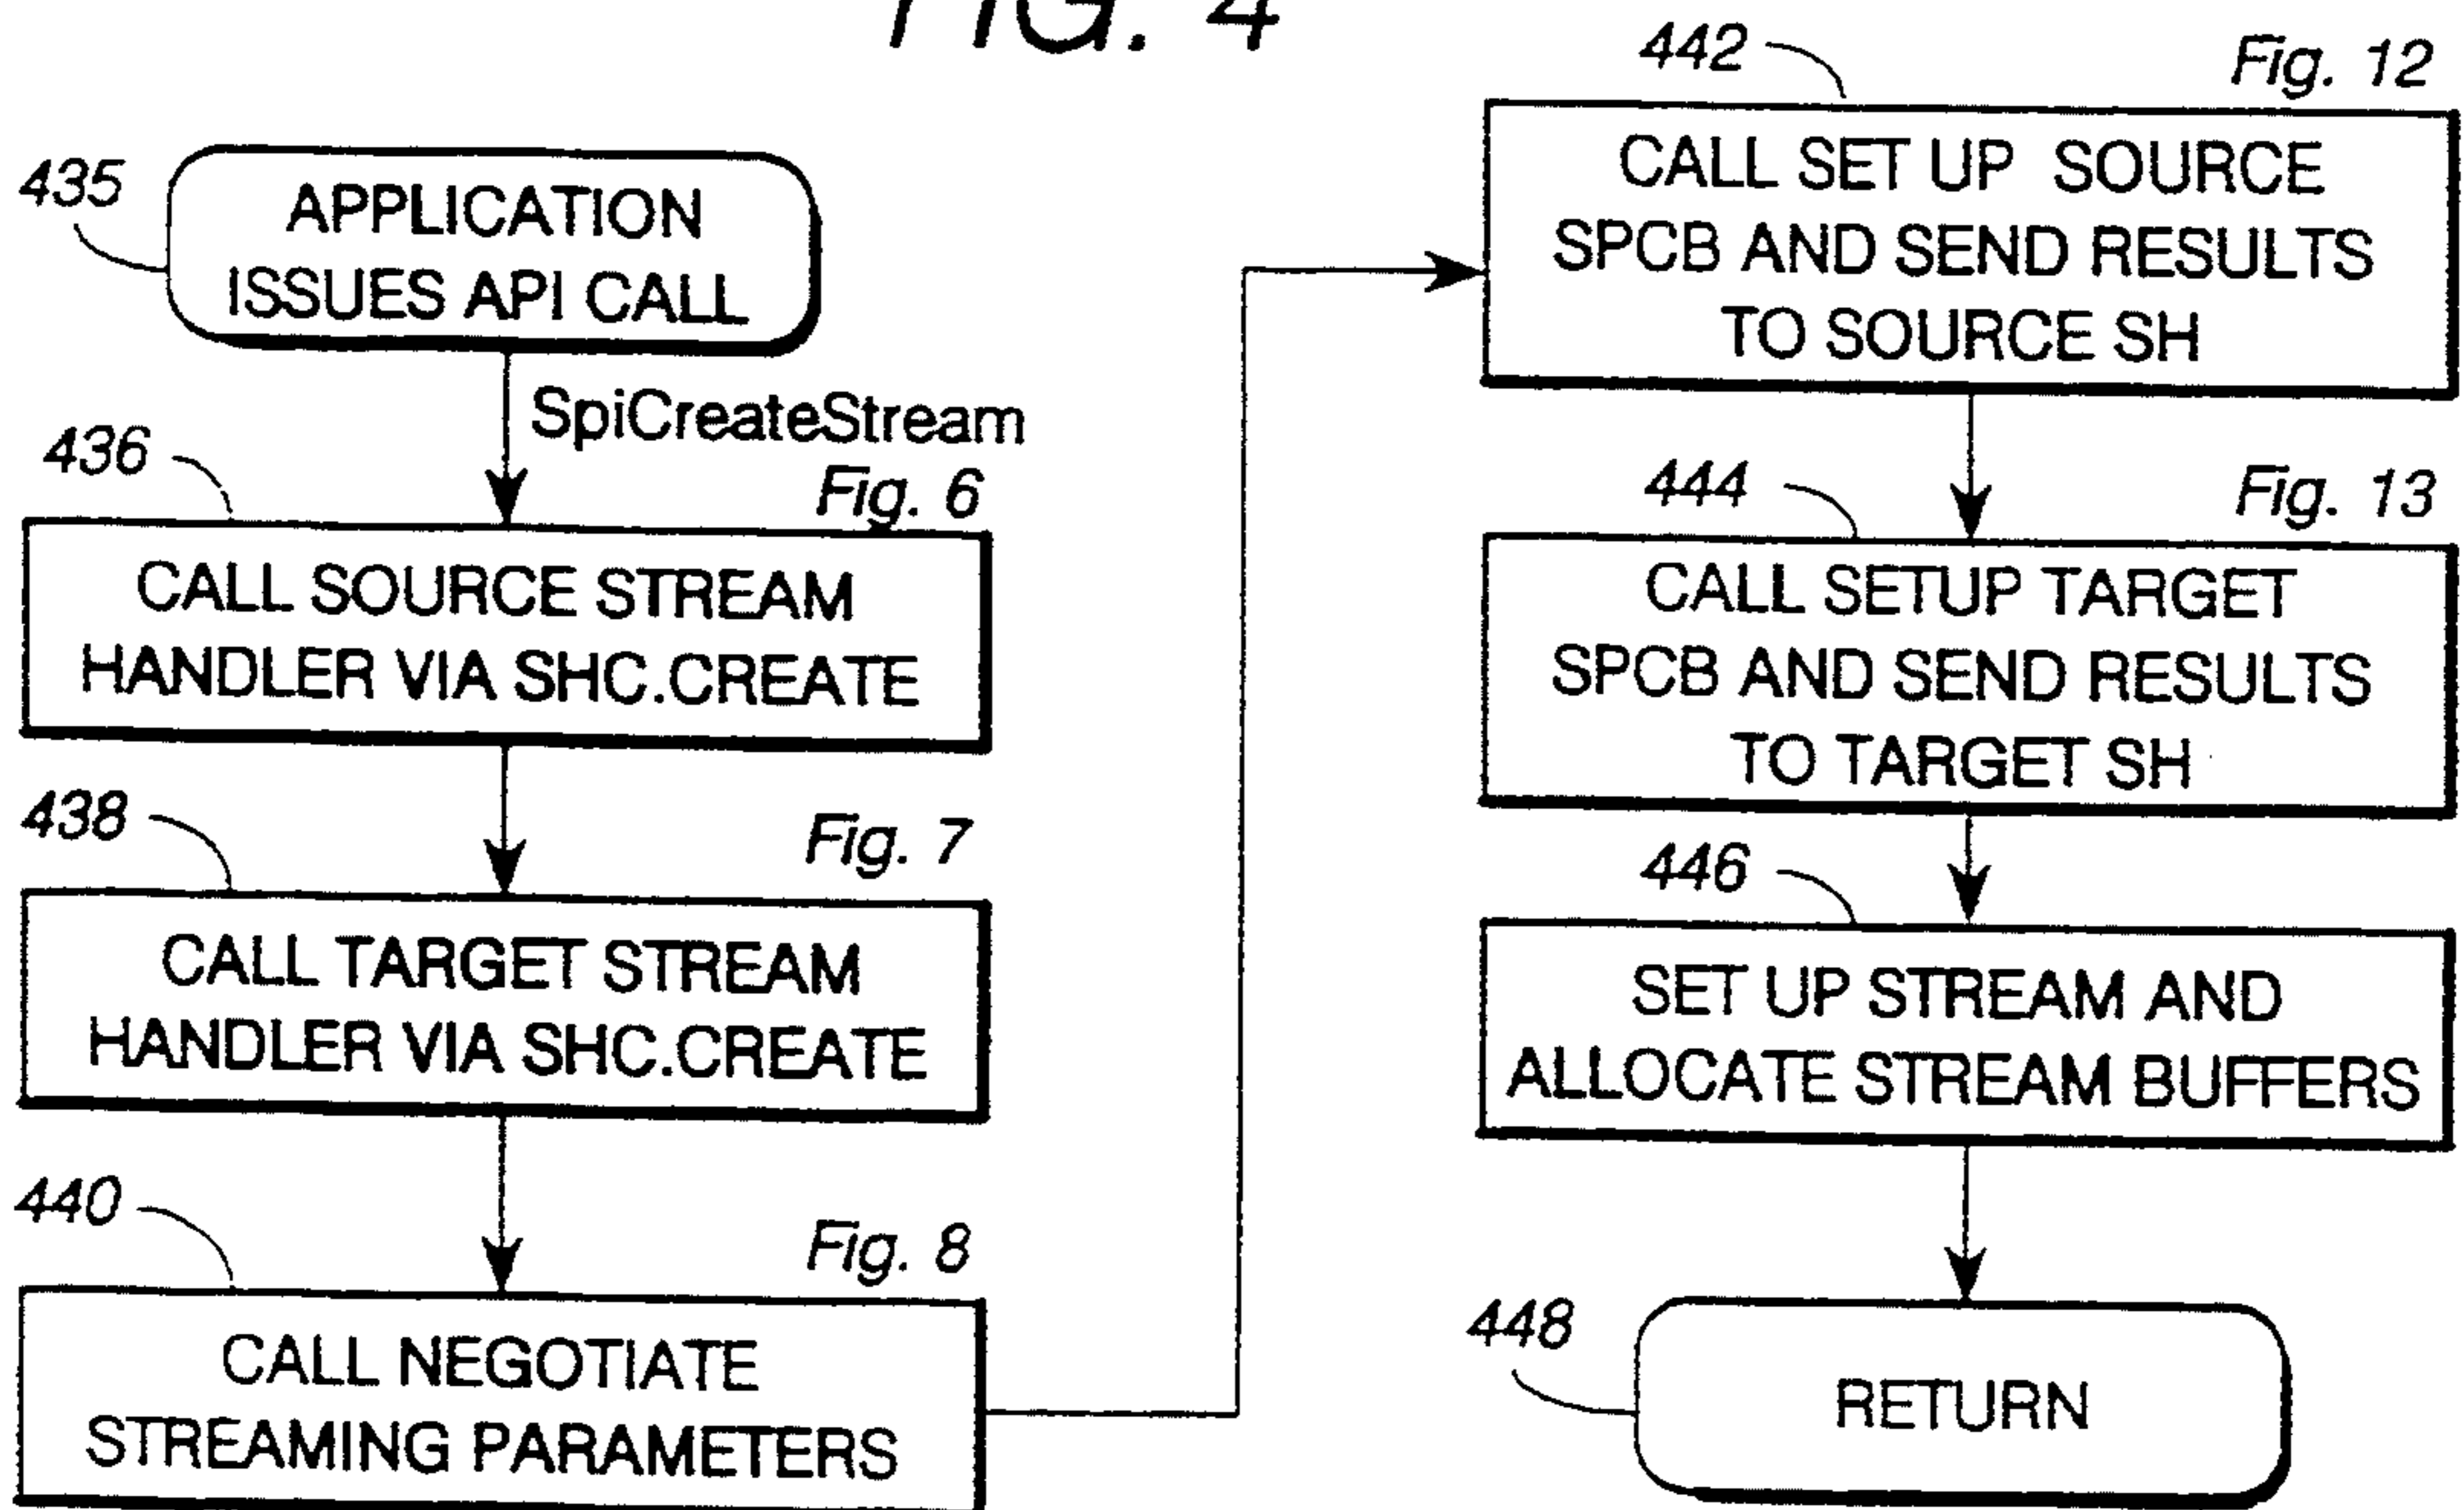 FIG. 4
435
APPLICATION
ISSUES API CALL
SpiCreateStream
436
Fig. 6
CALL SOURCE STREAM
HANDLER VIA SHC.CREATE
438
Fig. 7
CALL TARGET STREAM
HANDLER VIA SHC.CREATE
440
Fig. 8
CALL NEGOTIATE
STREAMING PARAMETERS
442
Fig. 12
CALL SET UP SOURCE
SPCB AND SEND RESULTS
TO SOURCE SH
444
Fig. 13
CALL SETUP TARGET
SPCB AND SEND RESULTS
TO TARGET SH
446
SET UP STREAM AND
ALLOCATE STREAM BUFFERS
448
RETURN